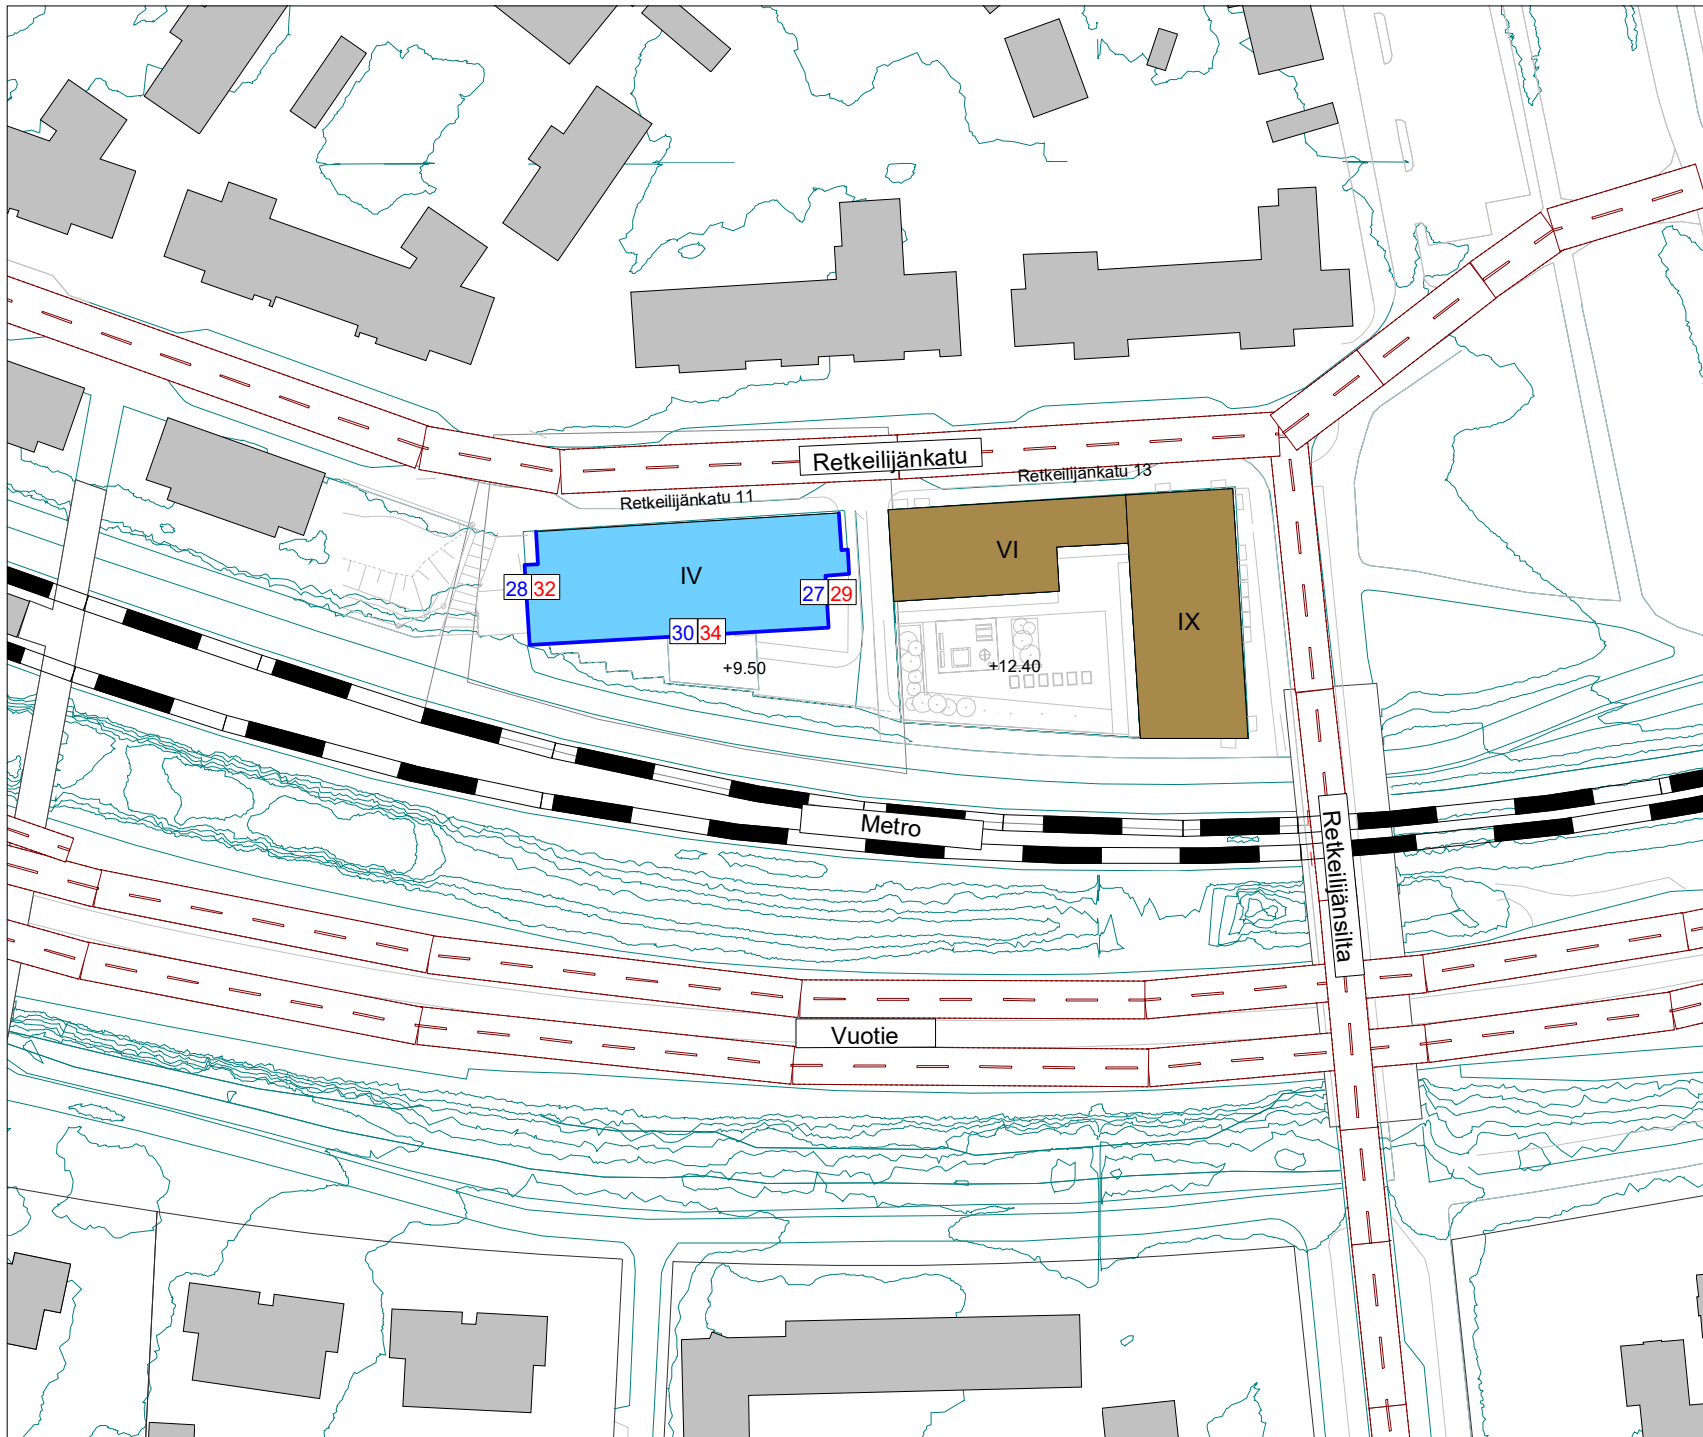 Retkeilijänkatu
Retkeilijänkatu 11
Retkeilijänkatu 13
VI
IV
28 32
27 29
IX
30 34
+9.50
+12.40
Metro
Retkeilijänsilta
Vuotie